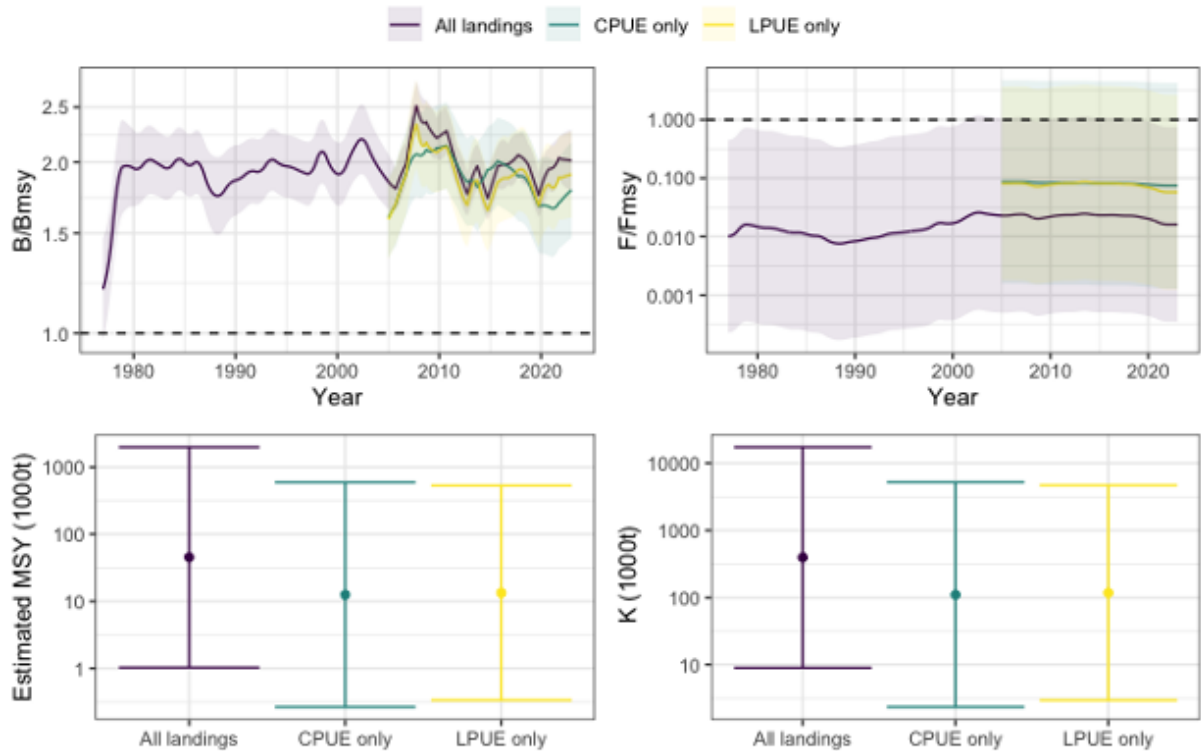 All landings CPUE only LPUE only
B/Bmsy
2.5
2.0
1.5
1.0
1980 1990 2000 2010 2020
Year
F/Fmsy
1.000
0.100
0.010
0.001
1980 1990 2000 2010 2020
Year
Estimated MSY (1000t)
1000
100
10
1
All landings CPUE only LPUE only
K (1000t)
10000
1000
100
10
All landings CPUE only LPUE only